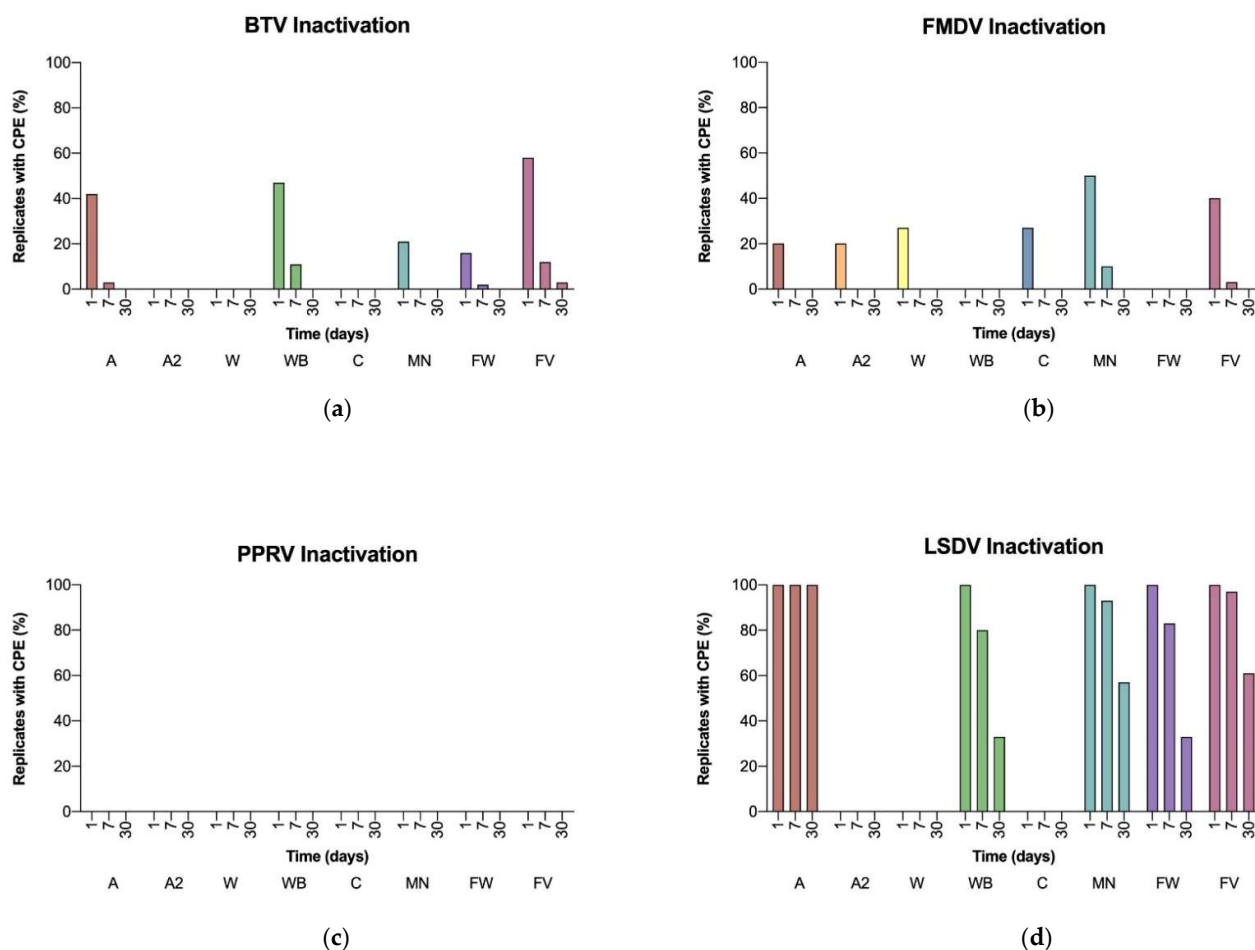 BTV Inactivation
Replicates with CPE (%)
100
80
60
40
20
0
1 7 30 1 7 30 1 7 30 1 7 30 1 7 30 1 7 30 1 7 30 1 7 30
Time (days)
A A2 W WB C MN FW FV
(a)
FMDV Inactivation
Replicates with CPE (%)
100
80
60
40
20
0
1 7 30 1 7 30 1 7 30 1 7 30 1 7 30 1 7 30 1 7 30 1 7 30
Time (days)
A A2 W WB C MN FW FV
(b)
PPRV Inactivation
Replicates with CPE (%)
100
80
60
40
20
0
1 7 30 1 7 30 1 7 30 1 7 30 1 7 30 1 7 30 1 7 30 1 7 30
Time (days)
A A2 W WB C MN FW FV
(c)
LSDV Inactivation
Replicates with CPE (%)
100
80
60
40
20
0
1 7 30 1 7 30 1 7 30 1 7 30 1 7 30 1 7 30 1 7 30 1 7 30
Time (days)
A A2 W WB C MN FW FV
(d)